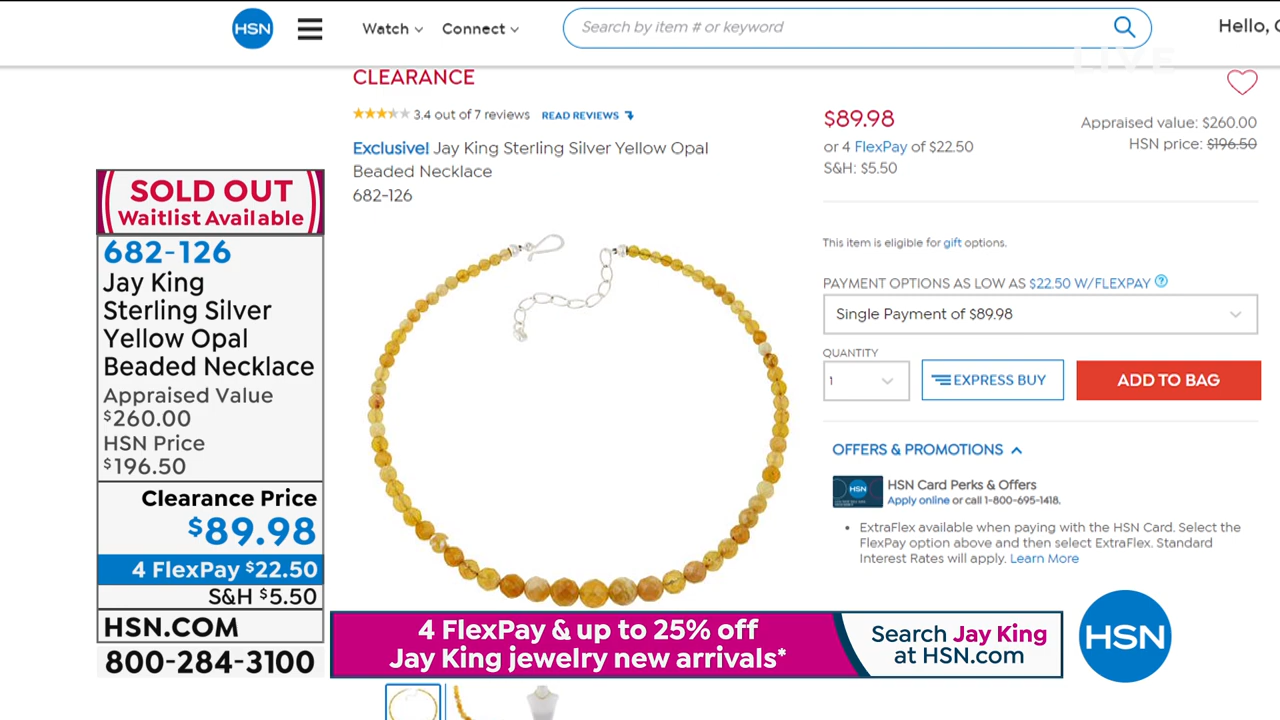 HSN
Watch
Connect
Search by item # or keyword
Hello,
LIVE
CLEARANCE
3.4 out of 7 reviews READ REVIEWS
Exclusive! Jay King Sterling Silver Yellow Opal
Beaded Necklace
682-126
$89.98
or 4 FlexPay of $22.50
S&H: $5.50
Appraised value: $260.00
HSN price: $196.50
This item is eligible for gift options.
PAYMENT OPTIONS AS LOW AS $22.50 W/FLEXPAY ?
Single Payment of $89.98
QUANTITY
1
EXPRESS BUY
ADD TO BAG
OFFERS & PROMOTIONS
HSN
HSN Card Perks & Offers
Apply online or call 1-800-695-1418.
• ExtraFlex available when paying with the HSN Card. Select the
FlexPay option above and then select ExtraFlex. Standard
Interest Rates will apply. Learn More
SOLD OUT
Waitlist Available
682-126
Jay King
Sterling Silver
Yellow Opal
Beaded Necklace
Appraised Value
$260.00
HSN Price
$196.50
Clearance Price
$89.98
4 FlexPay $22.50
S&H $5.50
HSN.COM
800-284-3100
4 FlexPay & up to 25% off
Jay King jewelry new arrivals*
Search Jay King
at HSN.com
HSN